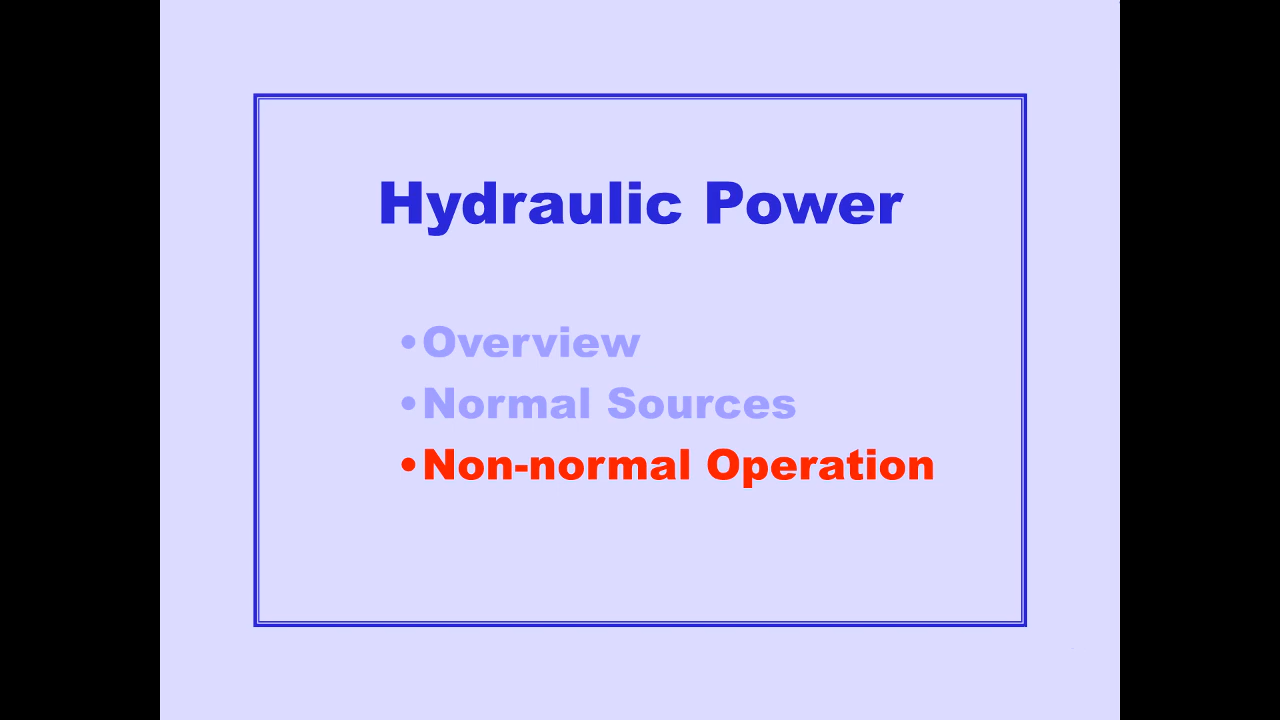 Hydraulic Power
•Overview
•Normal Sources
•Non-normal Operation